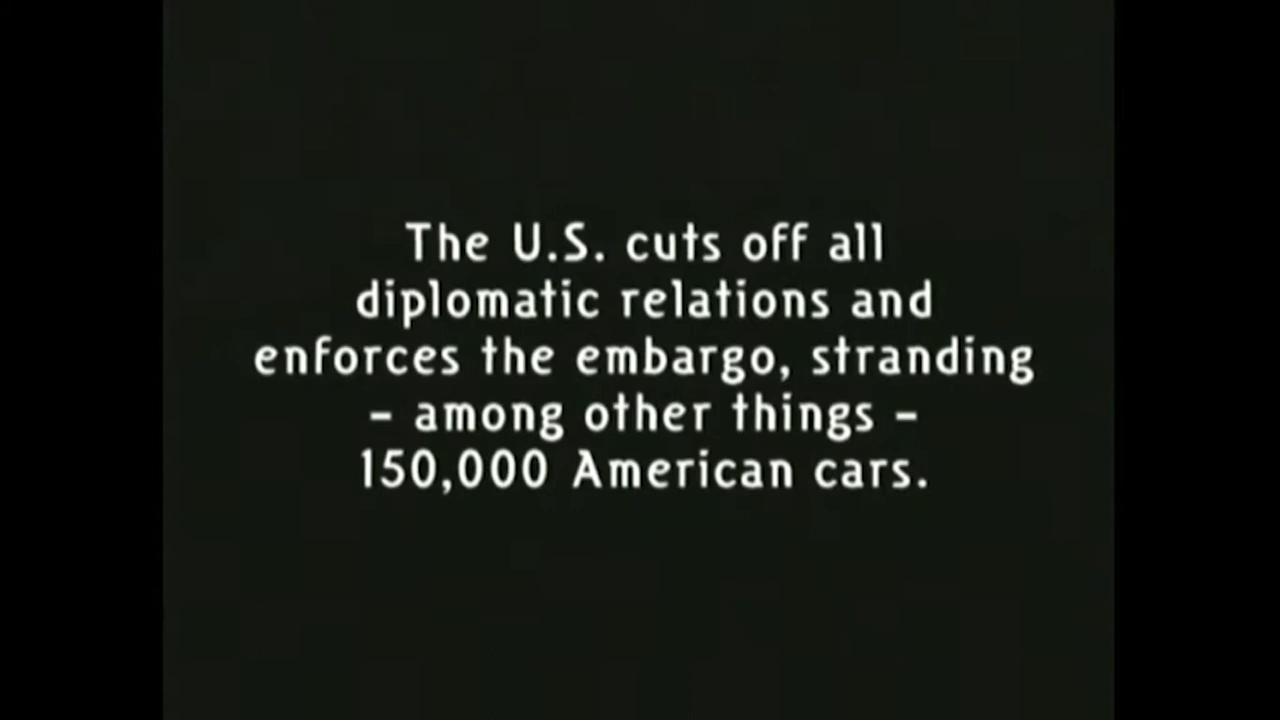 The U.S. cuts off all
diplomatic relations and
enforces the embargo, stranding
– among other things –
150,000 American cars.